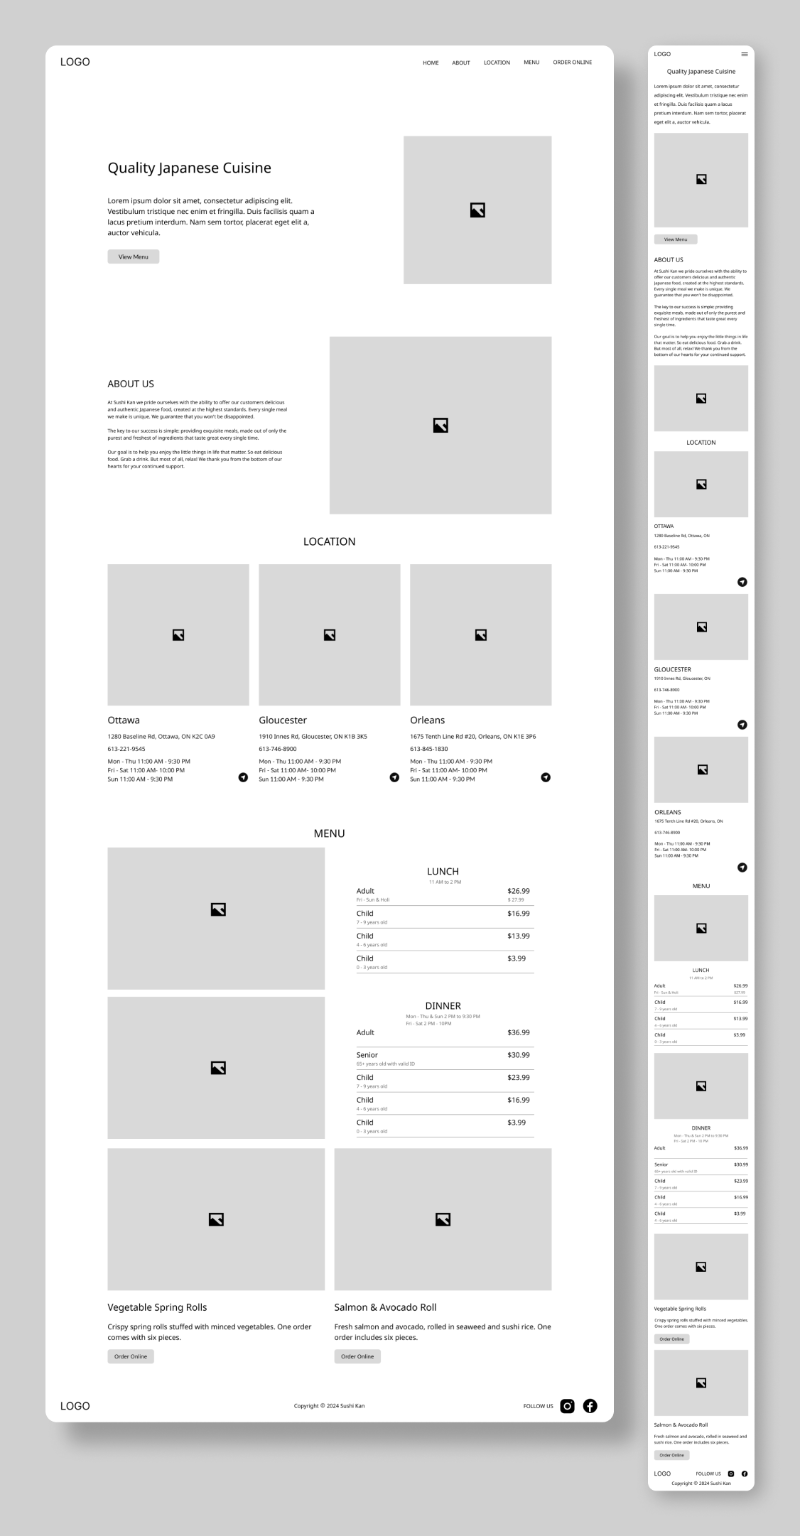 LOGO
HOME ABOUT LOCATION MENU ORDER ONLINE
Quality Japanese Cuisine
Lorem ipsum dolor sit amet, consectetur adipiscing elit.
Vestibulum tristique nec enim et fringilla. Duis facilisis quam a
lacus pretium interdum. Nam sem tortor, placerat eget elit a,
auctor vehicula.
View Menu
ABOUT US
At Sushi Kan we pride ourselves with the ability to offer our customers delicious
and authentic Japanese food, created at the highest standards. Every single meal
we make is unique. We guarantee that you won't be disappointed.
The key to our success is simple: providing exquisite meals, made out of only the
purest and freshest of ingredients that taste great every single time.
Our goal is to help you enjoy the little things in life that matter. So eat delicious
food. Grab a drink. But most of all, relax! We thank you from the bottom of our
hearts for your continued support.
LOCATION
Ottawa
1280 Baseline Rd, Ottawa, ON K2C 0A9
613-221-9545
Mon - Thu 11:00 AM - 9:30 PM
Fri - Sat 11:00 AM- 10:00 PM
Sun 11:00 AM - 9:30 PM
Gloucester
1910 Innes Rd, Gloucester, ON K1B 3K5
613-746-8900
Mon - Thu 11:00 AM - 9:30 PM
Fri - Sat 11:00 AM- 10:00 PM
Sun 11:00 AM - 9:30 PM
Orleans
1675 Tenth Line Rd #20, Orleans, ON K1E 3P6
613-845-1830
Mon - Thu 11:00 AM - 9:30 PM
Fri - Sat 11:00 AM- 10:00 PM
Sun 11:00 AM - 9:30 PM
MENU
LUNCH
11 AM to 2 PM
Adult $26.99
Fri - Sun & Holi $ 27.99
Child $16.99
7 - 9 years old
Child $13.99
4 - 6 years old
Child $3.99
0 - 3 years old
DINNER
Mon - Thu & Sun 2 PM to 9:30 PM
Fri - Sat 2 PM - 10PM
Adult $36.99
Senior $30.99
65+ years old with valid ID
Child $23.99
7 - 9 years old
Child $16.99
4 - 6 years old
Child $3.99
0 - 3 years old
Vegetable Spring Rolls
Crispy spring rolls stuffed with minced vegetables. One order
comes with six pieces.
Order Online
Salmon & Avocado Roll
Fresh salmon and avocado, rolled in seaweed and sushi rice. One
order includes six pieces.
Order Online
LOGO
Copyright © 2024 Sushi Kan
FOLLOW US
LOGO
Quality Japanese Cuisine
Lorem ipsum dolor sit amet, consectetur
adipiscing elit. Vestibulum tristique nec enim
et fringilla. Duis facilisis quam a lacus
pretium interdum. Nam sem tortor, placerat
eget elit a, auctor vehicula.
View Menu
ABOUT US
At Sushi Kan we pride ourselves with the ability to
offer our customers delicious and authentic
Japanese food, created at the highest standards.
Every single meal we make is unique. We
guarantee that you won't be disappointed.
The key to our success is simple: providing
exquisite meals, made out of only the purest and
freshest of ingredients that taste great every
single time.
Our goal is to help you enjoy the little things in life
that matter. So eat delicious food. Grab a drink.
But most of all, relax! We thank you from the
bottom of our hearts for your continued support.
LOCATION
OTTAWA
1280 Baseline Rd, Ottawa, ON
613-221-9545
Mon - Thu 11:00 AM - 9:30 PM
Fri - Sat 11:00 AM- 10:00 PM
Sun 11:00 AM - 9:30 PM
GLOUCESTER
1910 Innes Rd, Gloucester, ON
613-746-8900
Mon - Thu 11:00 AM - 9:30 PM
Fri - Sat 11:00 AM- 10:00 PM
Sun 11:00 AM - 9:30 PM
ORLEANS
1675 Tenth Line Rd #20, Orleans, ON
613-746-8900
Mon - Thu 11:00 AM - 9:30 PM
Fri - Sat 11:00 AM- 10:00 PM
Sun 11:00 AM - 9:30 PM
MENU
LUNCH
11 AM to 2 PM
Adult $26.99
Fri - Sun & Holi $27.99
Child $16.99
7 - 9 years old
Child $13.99
4 - 6 years old
Child $3.99
0 - 3 years old
DINNER
Mon - Thu & Sun 2 PM to 9:30 PM
Fri - Sat 2 PM - 10 PM
Adult $36.99
Senior $30.99
65+ years old with valid ID
Child $23.99
7 - 9 years old
Child $16.99
4 - 6 years old
Child $3.99
years old
Vegetable Spring Rolls
Crispy spring rolls stuffed with minced vegetables.
One order comes with six pieces.
Order Online
Salmon & Avocado Roll
Fresh salmon and avocado, rolled in seaweed and
sushi rice. One order includes six pieces.
Order Online
LOGO FOLLOW US
Copyright © 2024 Sushi Kan